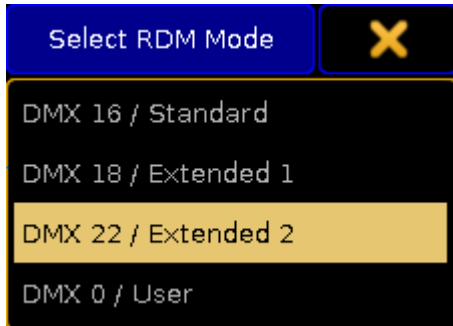 Select RDM Mode
DMX 16 / Standard
DMX 18 / Extended 1
DMX 22 / Extended 2
DMX 0 / User